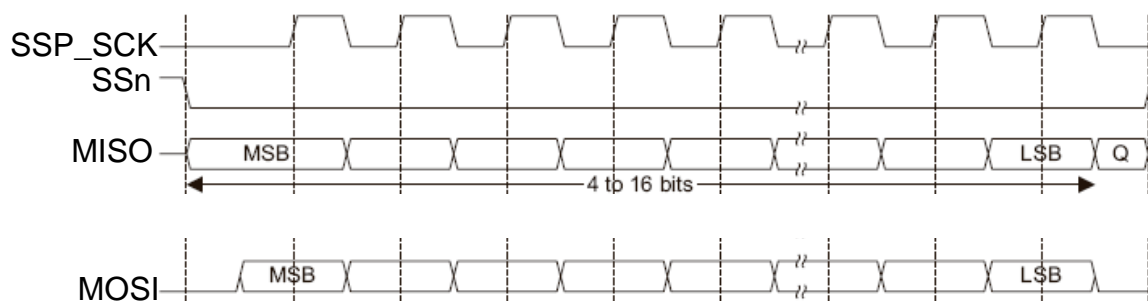 SSP_SCK
SSn
MISO MSB LSB Q
4 to 16 bits
MOSI MSB LSB